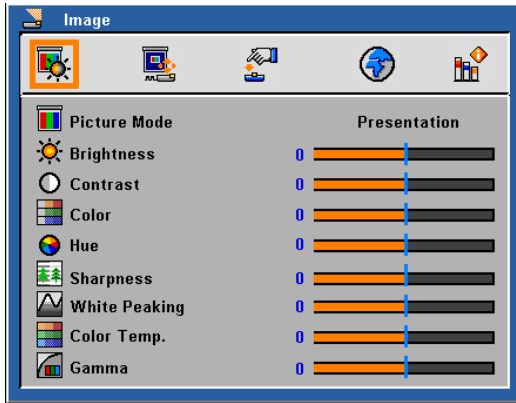 Image
Picture Mode Presentation
Brightness 0
Contrast 0
Color 0
Hue 0
Sharpness 0
White Peaking 0
Color Temp. 0
Gamma 0